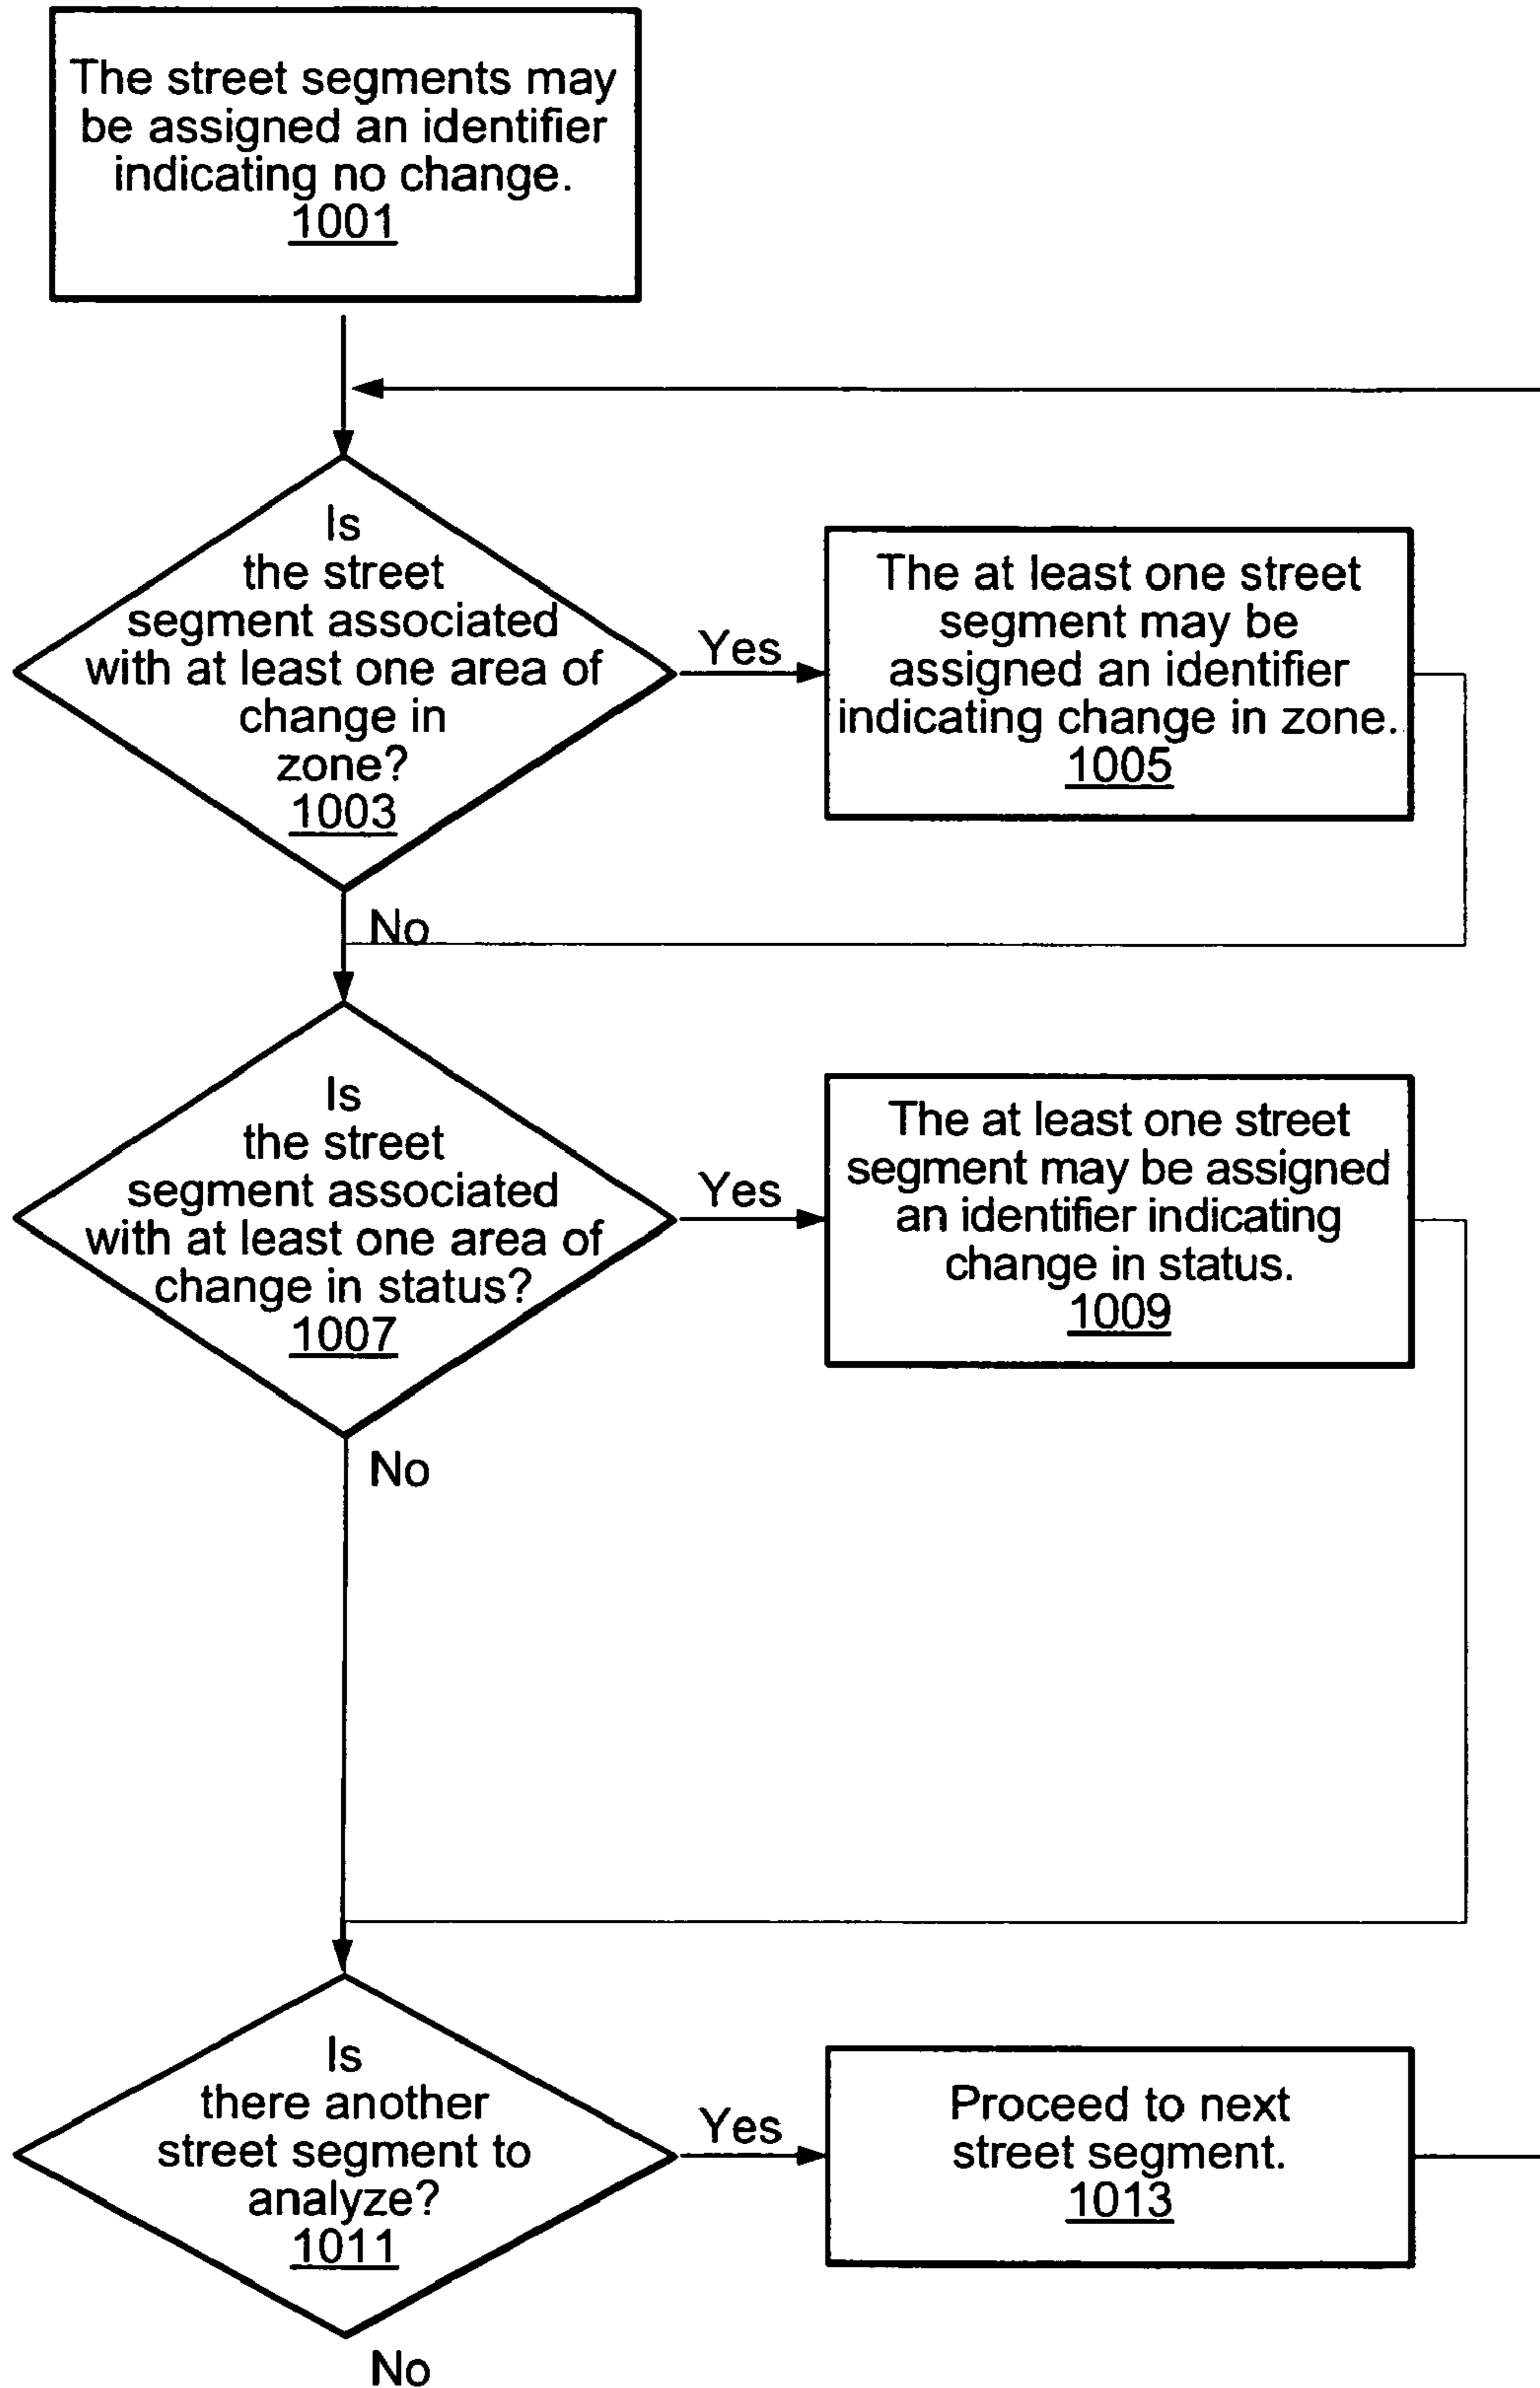 The street segments may
be assigned an identifier
indicating no change.
1001
Is
the street
segment associated
with at least one area of
change in
zone?
1003
Yes
The at least one street
segment may be
assigned an identifier
indicating change in zone.
1005
No
Is
the street
segment associated
with at least one area of
change in status?
1007
Yes
The at least one street
segment may be assigned
an identifier indicating
change in status.
1009
No
Is
there another
street segment to
analyze?
1011
Yes
Proceed to next
street segment.
1013
No